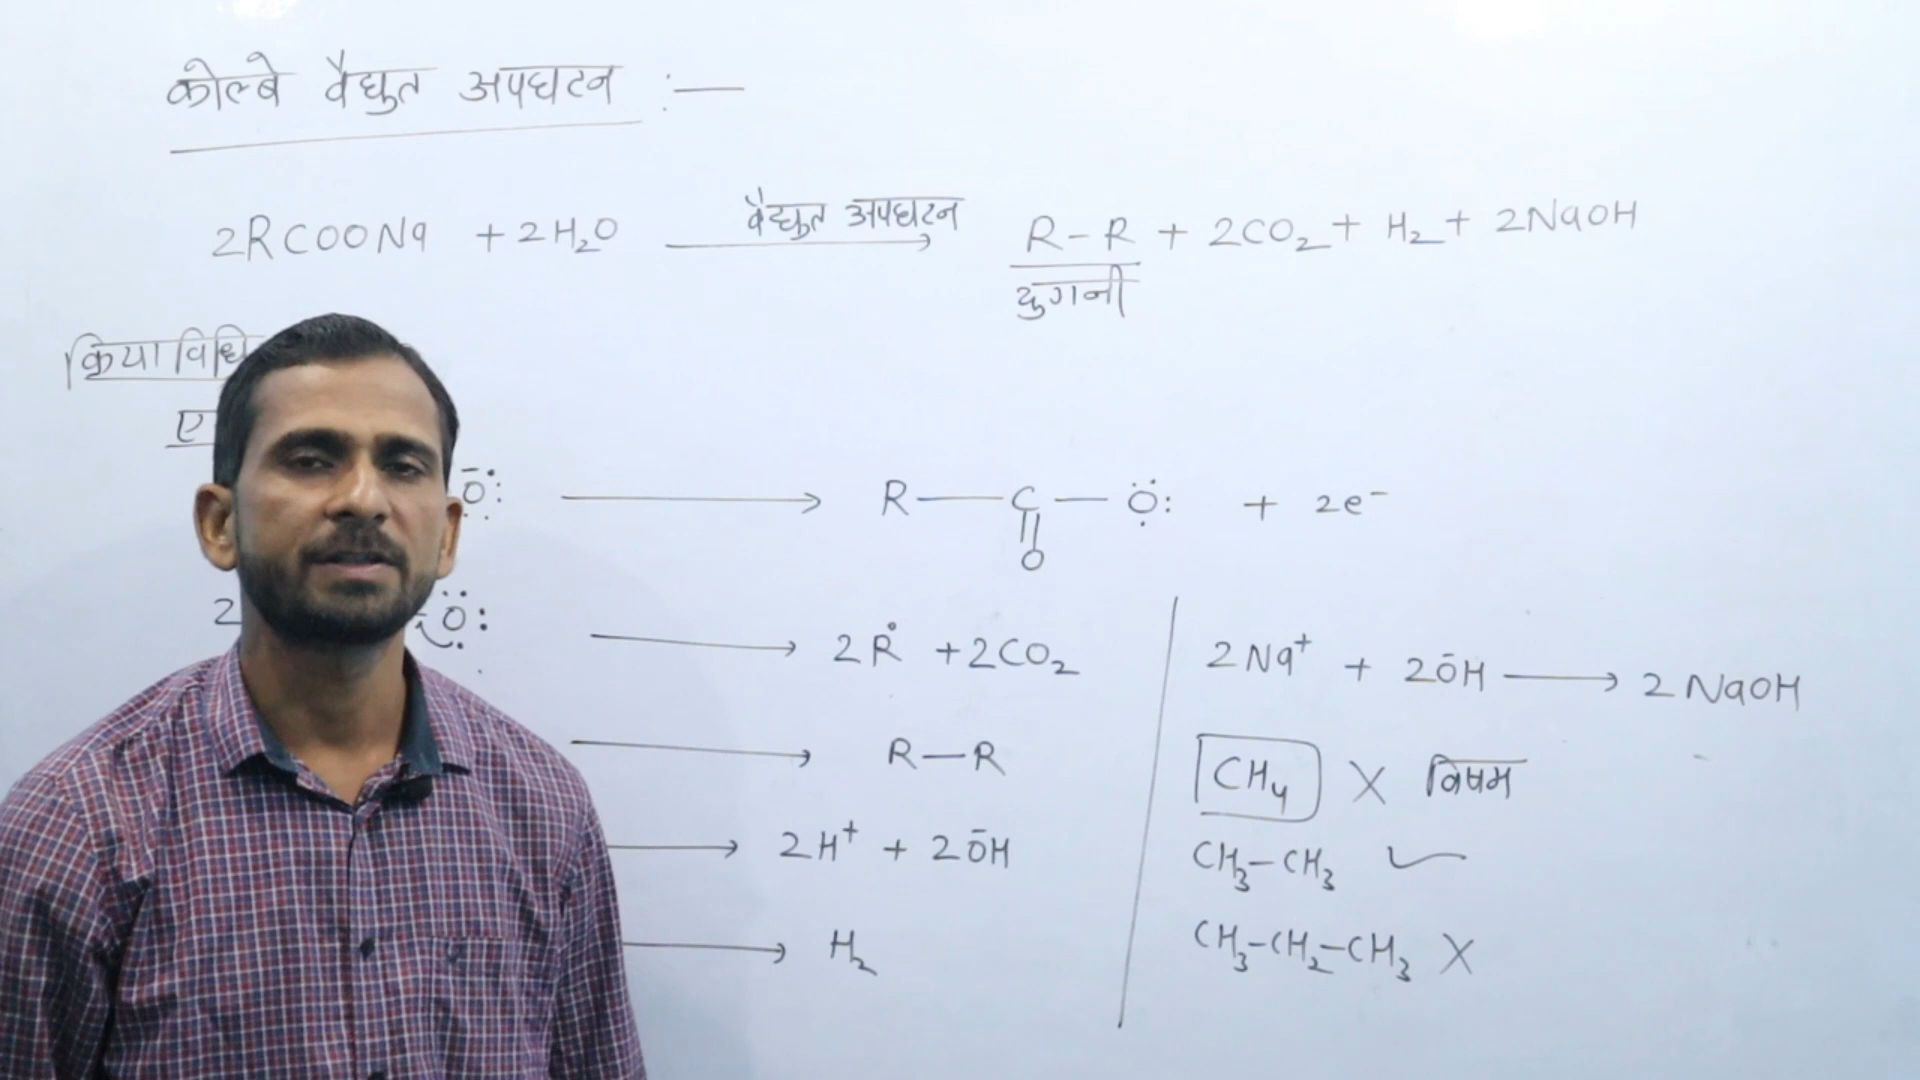 कोल्बे वैद्युत अपघटन :—
2RCOONa + 2H₂O वैद्युत अपघटन → R-R + 2CO₂ + H₂ + 2NaOH
दुगनी
क्रिया विधि
ए
Ō: → R—C—Ö: + 2e⁻
O
2 Ö: → 2R• + 2CO₂
2Na⁺ + 2ŌH → 2NaOH
→ R—R
CH₄ X विषम
→ 2H⁺ + 2ŌH
CH₃-CH₃ ✓
→ H₂
CH₃-CH₂-CH₃ X